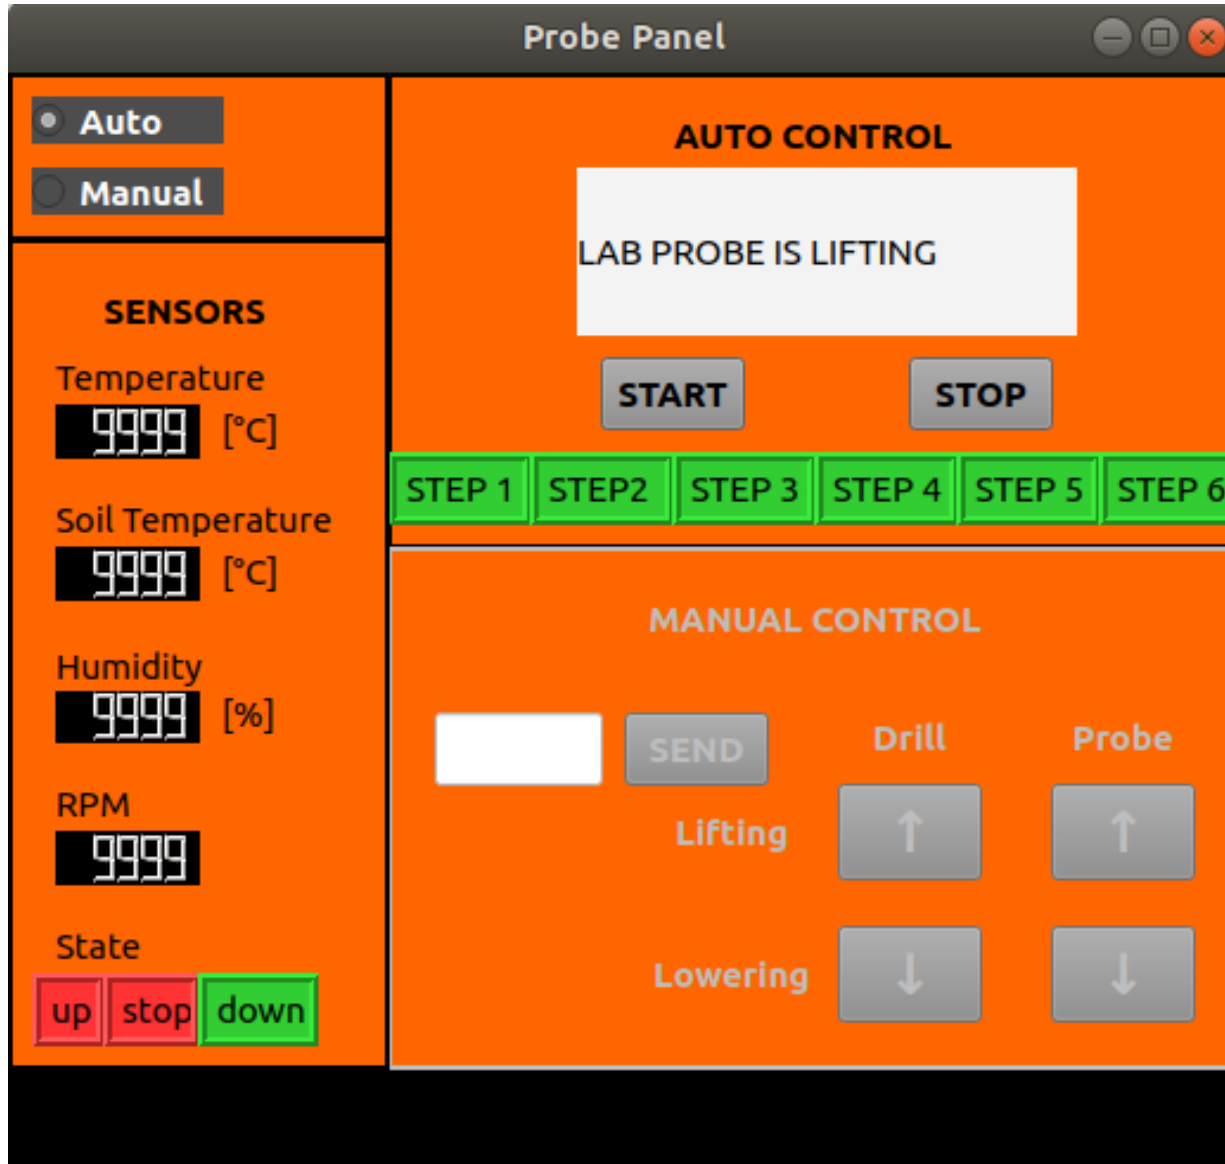 Probe Panel
Auto
Manual
SENSORS
Temperature
9999 [°C]
Soil Temperature
9999 [°C]
Humidity
9999 [%]
RPM
9999
State
up stop down
AUTO CONTROL
LAB PROBE IS LIFTING
START STOP
STEP 1 STEP2 STEP 3 STEP 4 STEP 5 STEP 6
MANUAL CONTROL
SEND Drill Probe
Lifting ↑ ↑
Lowering ↓ ↓